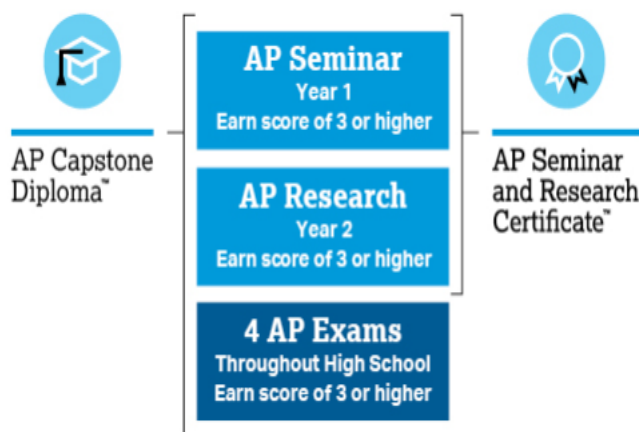 AP Capstone
Diploma™
AP Seminar
Year 1
Earn score of 3 or higher
AP Research
Year 2
Earn score of 3 or higher
4 AP Exams
Throughout High School
Earn score of 3 or higher
AP Seminar
and Research
Certificate™